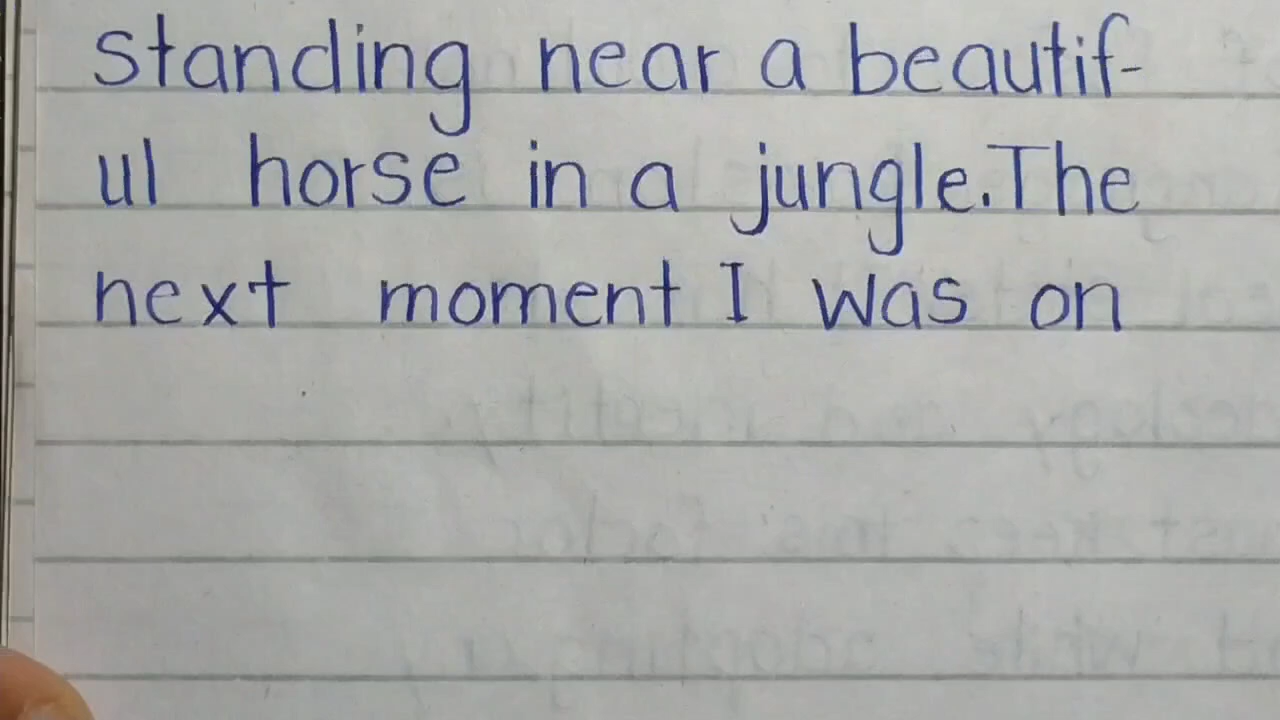 standing near a beautif-
ul horse in a jungle.The
next moment I was on